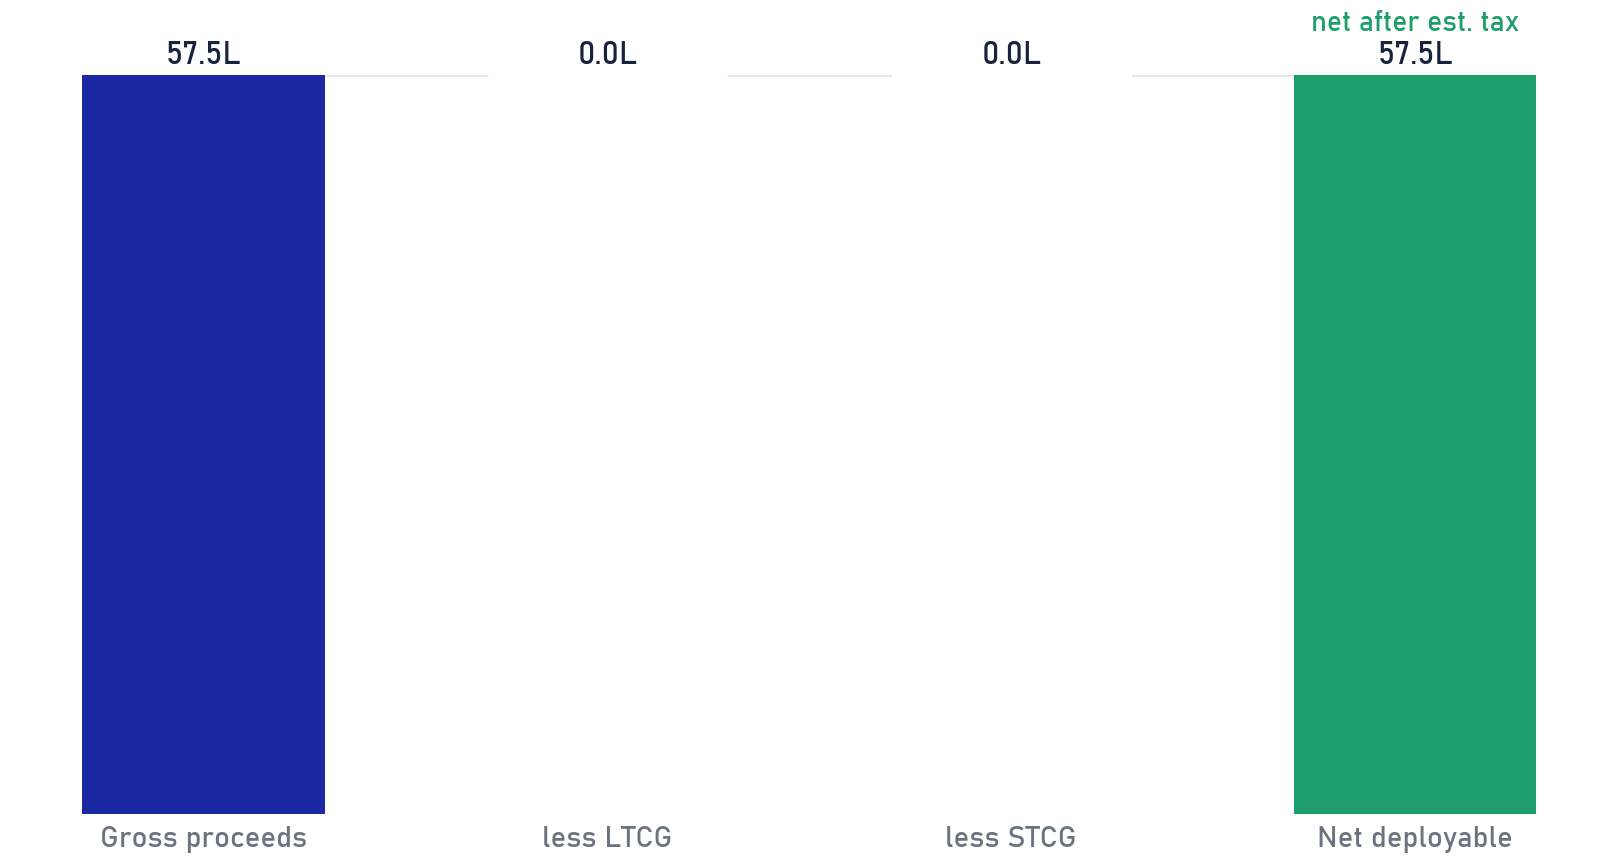 net after est. tax
57.5L
0.0L
0.0L
57.5L
Gross proceeds
less LTCG
less STCG
Net deployable